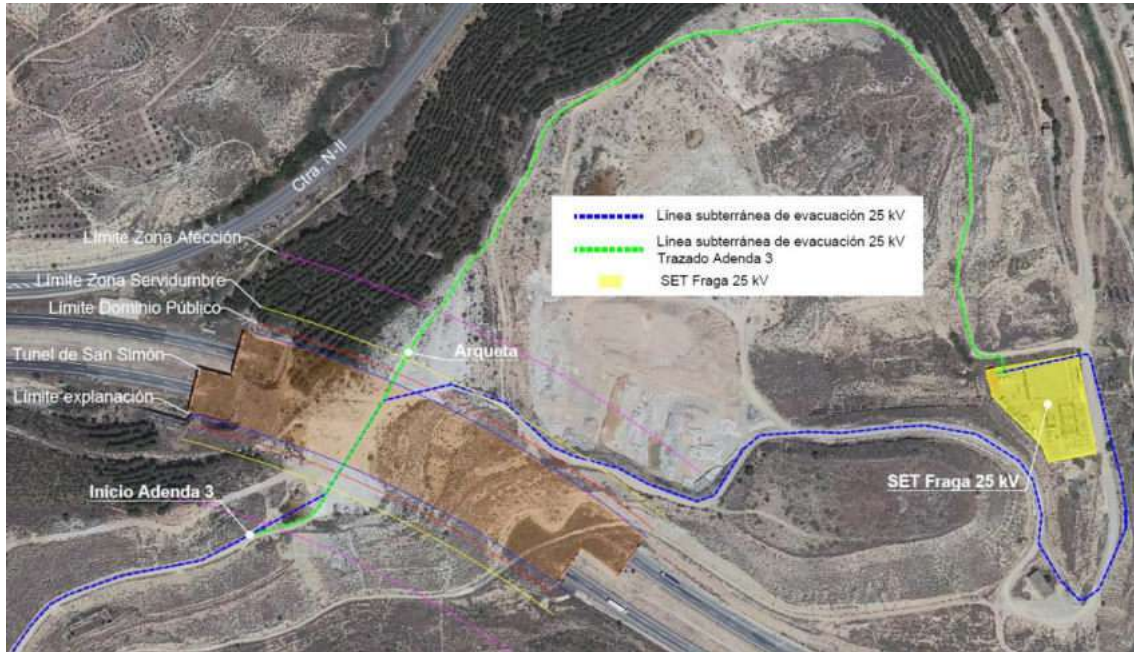 Ctra. N-II
Límite Zona Afección
Límite Zona Servidumbre
Límite Dominio Público
Tunel de San Simón
Límite explanación
Arqueta
Inicio Adenda 3
Línea subterránea de evacuación 25 kV
Línea subterránea de evacuación 25 kV
Trazado Adenda 3
SET Fraga 25 kV
SET Fraga 25 kV